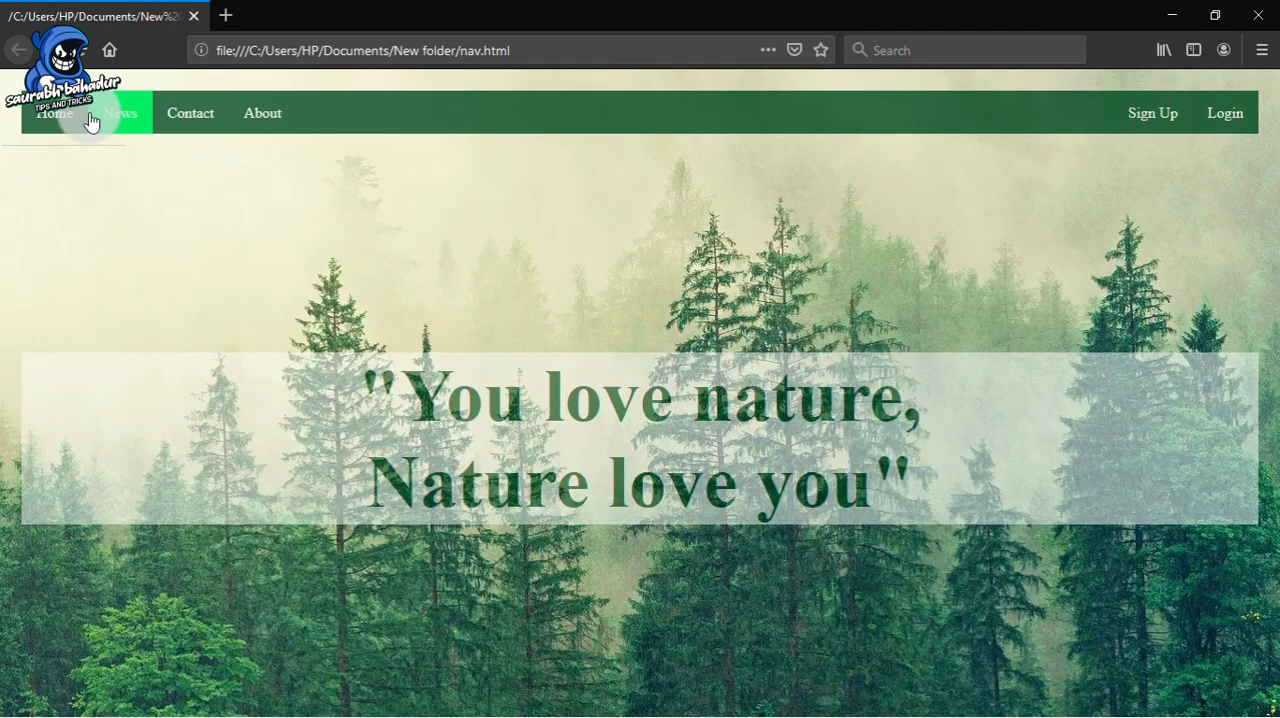 /C:/Users/HP/Documents/New%20
file:///C:/Users/HP/Documents/New folder/nav.html
Search
saurabh bahadur
TIPS AND TRICKS
Home News Contact About Sign Up Login
"You love nature,
Nature love you"